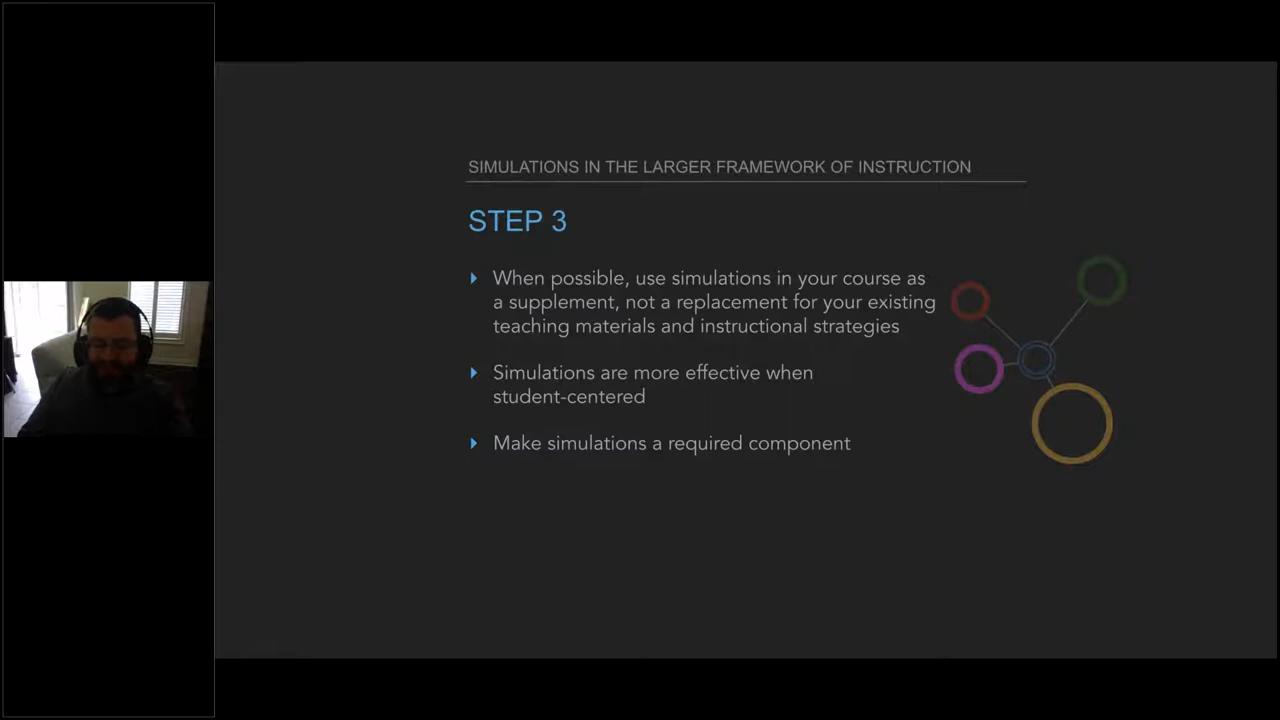 SIMULATIONS IN THE LARGER FRAMEWORK OF INSTRUCTION
STEP 3
When possible, use simulations in your course as
a supplement, not a replacement for your existing
teaching materials and instructional strategies
Simulations are more effective when
student-centered
Make simulations a required component